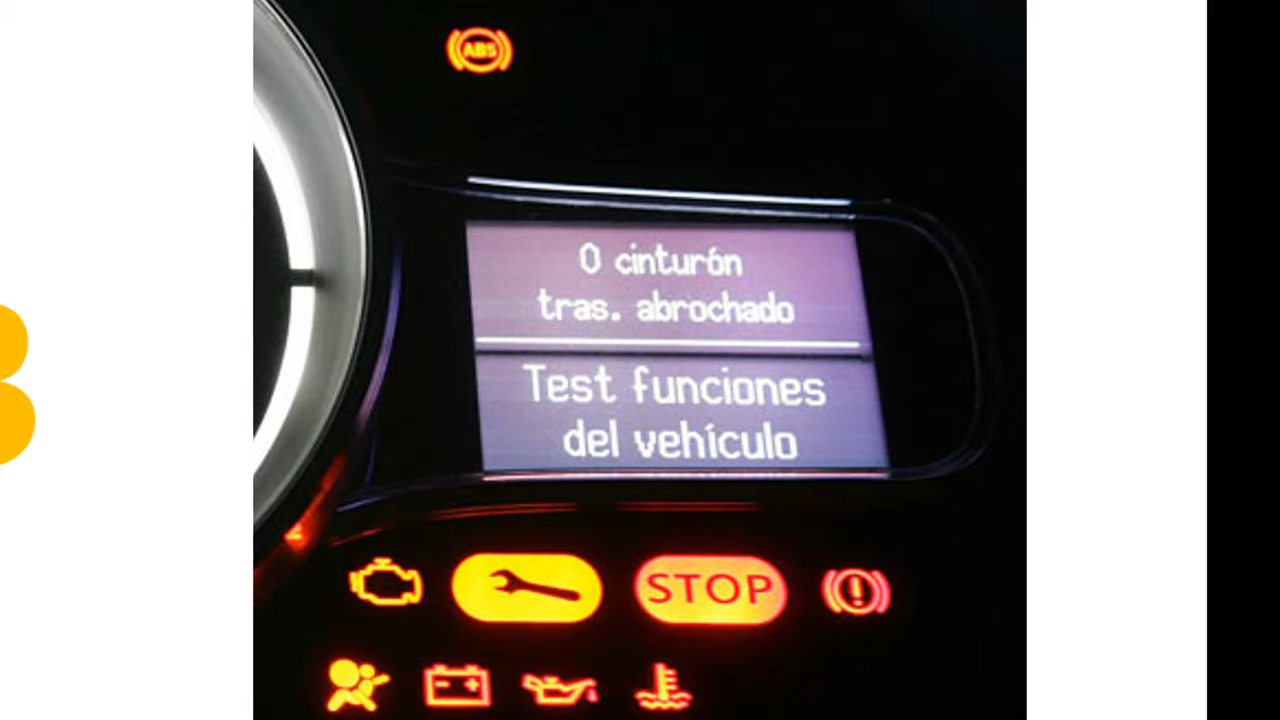 ABS
0 cinturón
tras. abrochado
Test funciones
del vehículo
STOP